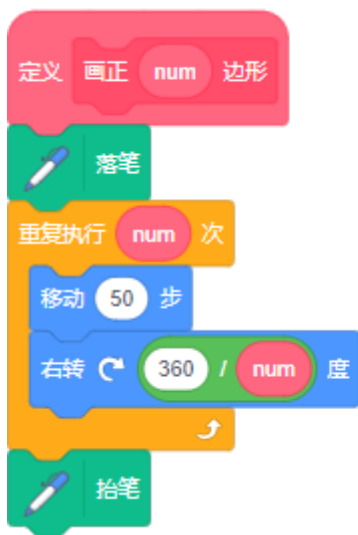 定义 画正 num 边形
落笔
重复执行 num 次
移动 50 步
右转 360 / num 度
抬笔